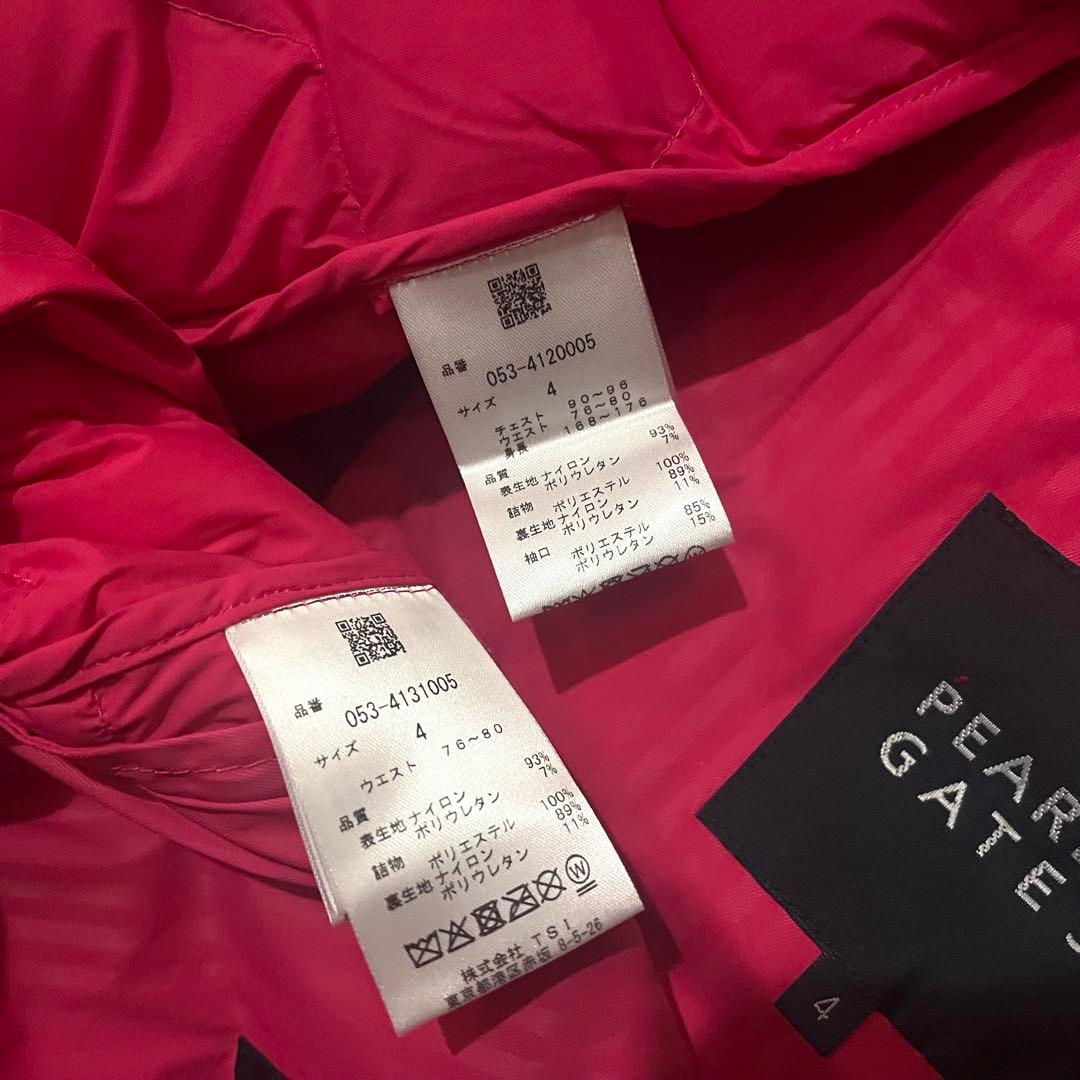 品番 053-4120005
サイズ 4
チェスト 90～96
ウエスト 76～80
身長 168～176
品質
表生地 ナイロン 93%
ポリウレタン 7%
詰物 ポリエステル 100%
裏生地 ナイロン 89%
ポリウレタン 11%
袖口 ポリエステル 85%
ポリウレタン 15%
品番 053-4131005
サイズ 4
ウエスト 76～80
品質
表生地 ナイロン 93%
ポリウレタン 7%
詰物 ポリエステル 100%
裏生地 ナイロン 89%
ポリウレタン 11%
W
株式会社 TSI
東京都港区赤坂 8-5-26
PEAR
GATE
4